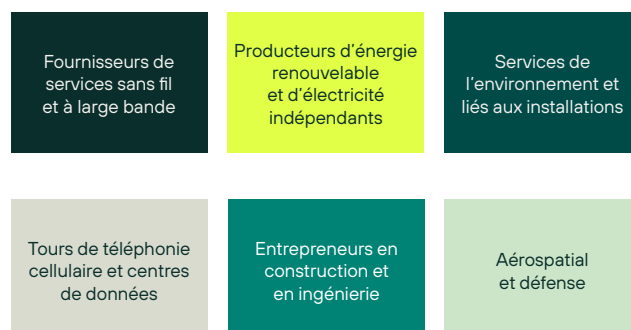 Fournisseurs de
services sans fil
et à large bande
Producteurs d’énergie
renouvelable
et d’électricité
indépendants
Services de
l’environnement et
liés aux installations
Tours de téléphonie
cellulaire et centres
de données
Entrepreneurs en
construction et
en ingénierie
Aérospatial
et défense